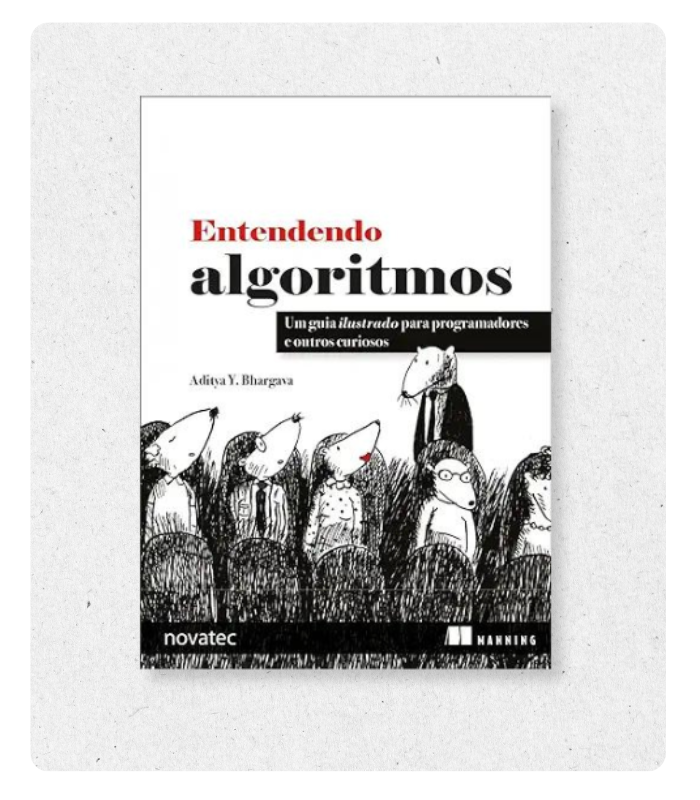 Entendendo
algoritmos
Um guia ilustrado para programadores
e outros curiosos
Aditya Y. Bhargava
novatec
MANNING